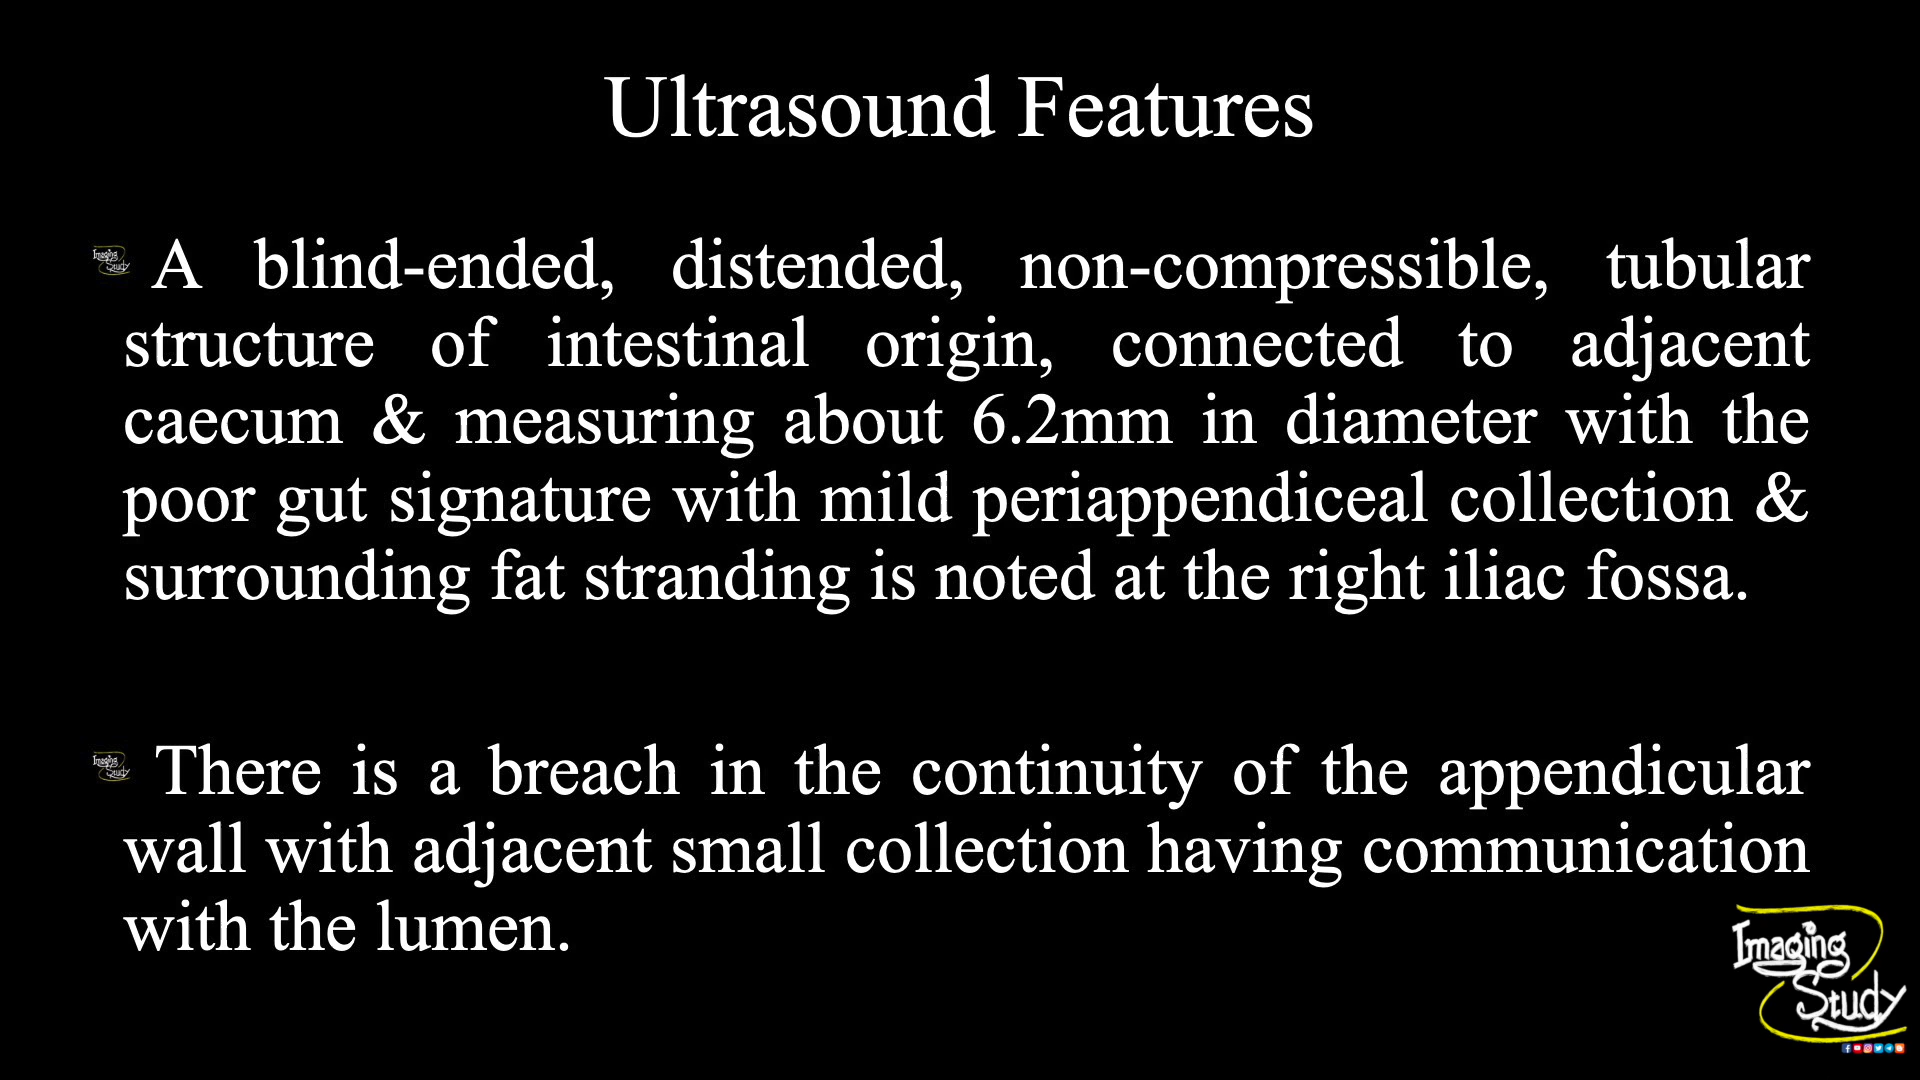 Ultrasound Features
A blind-ended, distended, non-compressible, tubular
structure of intestinal origin, connected to adjacent
caecum & measuring about 6.2mm in diameter with the
poor gut signature with mild periappendiceal collection &
surrounding fat stranding is noted at the right iliac fossa.
There is a breach in the continuity of the appendicular
wall with adjacent small collection having communication
with the lumen.
Imaging
Study